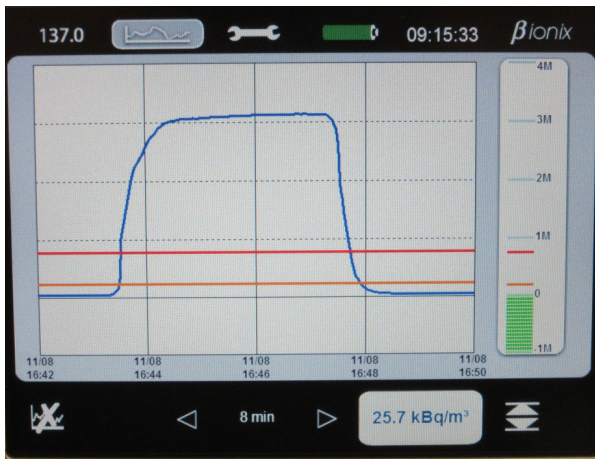 137.0 09:15:33 βionix
4M
3M
2M
1M
0
-1M
11/08 11/08 11/08 11/08 11/08
16:42 16:44 16:46 16:48 16:50
8 min 25.7 kBq/m³